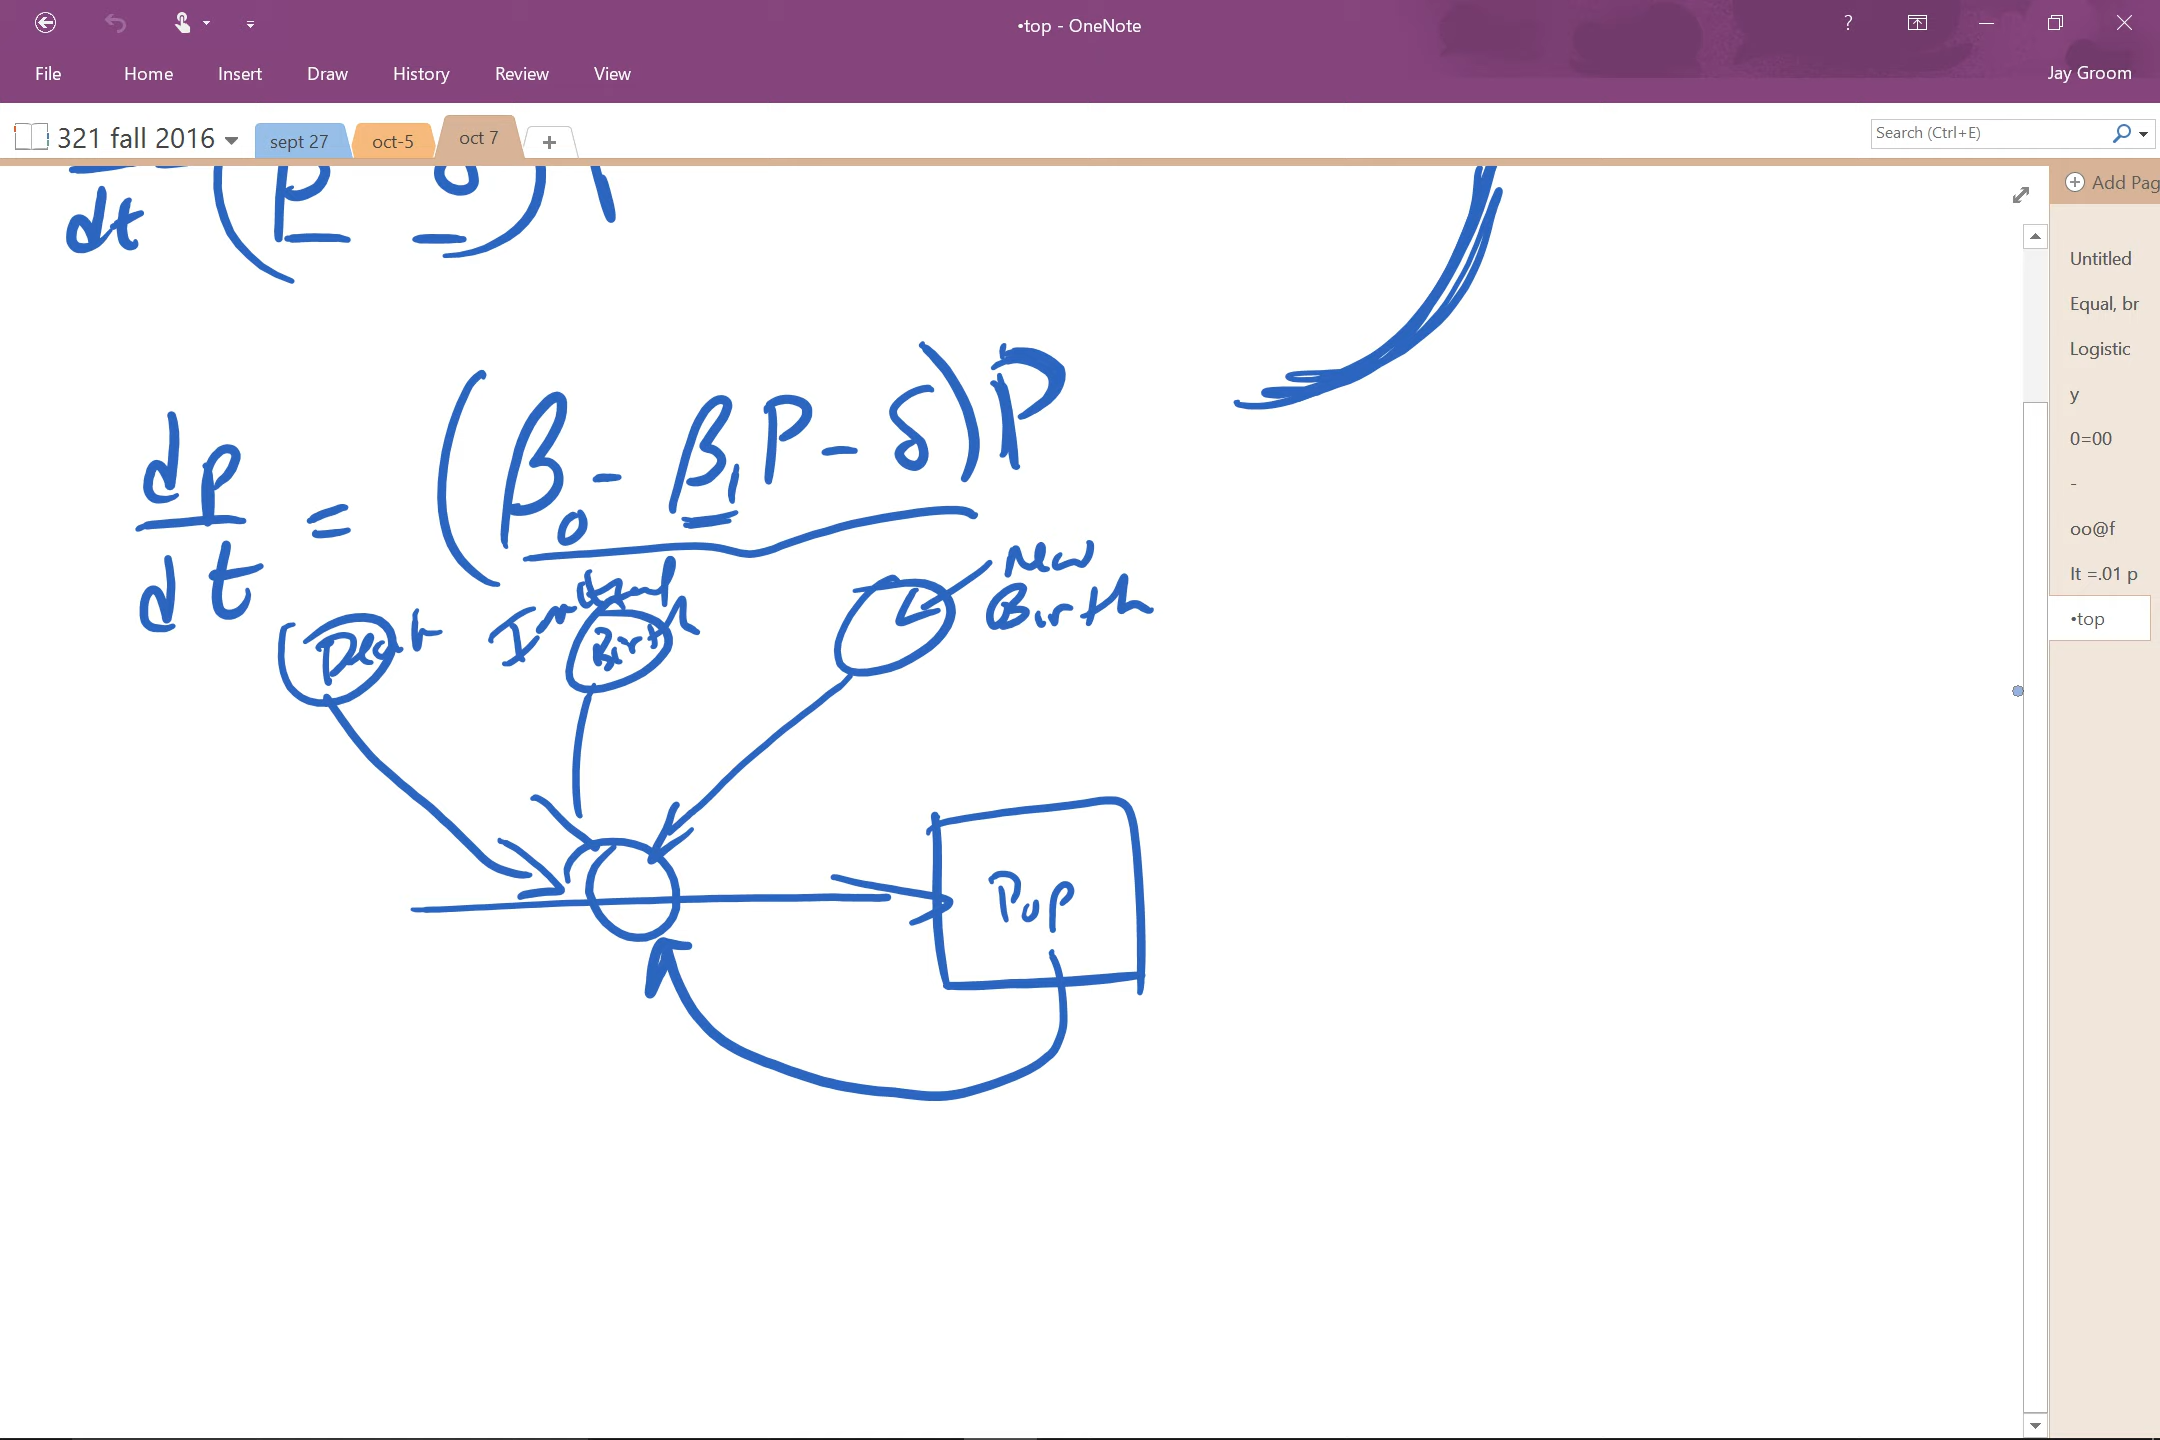 •top - OneNote
?
File Home Insert Draw History Review View
Jay Groom
321 fall 2016
sept 27
oct-5
oct 7
Search (Ctrl+E)
Add Pag
Untitled
Equal, br
Logistic
y
0=00
-
oo@f
It =.01 p
•top
dt
dp/dt = (β₀ - β₁P - δ)P
Death
Initial
Birth
New
Birth
Pop